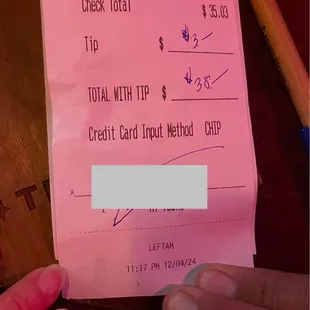 Check Total $35.03
Tip $ $3-
TOTAL WITH TIP $ $38.-
Credit Card Input Method CHIP
x
LEFTAM
11:17 PM 12/04/24